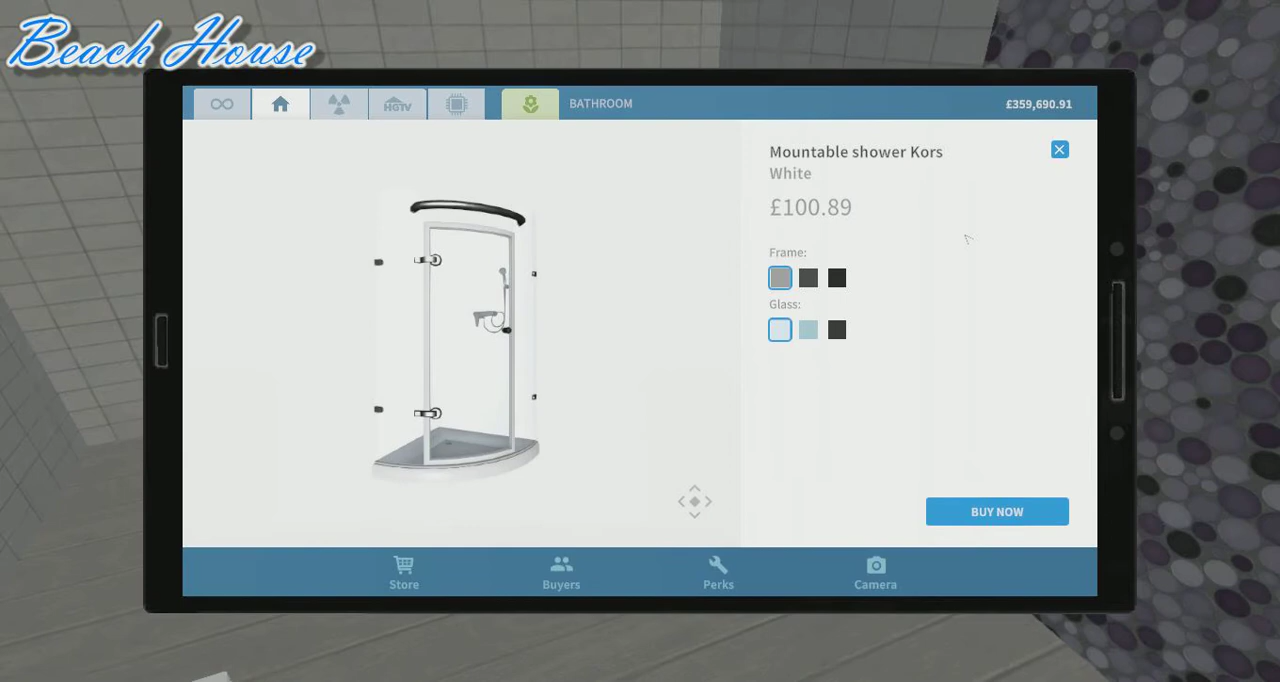 Beach House
HGTV
BATHROOM
£359,690.91
Mountable shower Kors
White
£100.89
Frame:
Glass:
BUY NOW
Store
Buyers
Perks
Camera